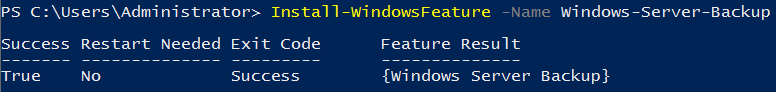 PS C:\Users\Administrator> Install-WindowsFeature -Name Windows-Server-Backup
Success Restart Needed Exit Code      Feature Result
------- -------------- ---------      --------------
True    No             Success        {Windows Server Backup}